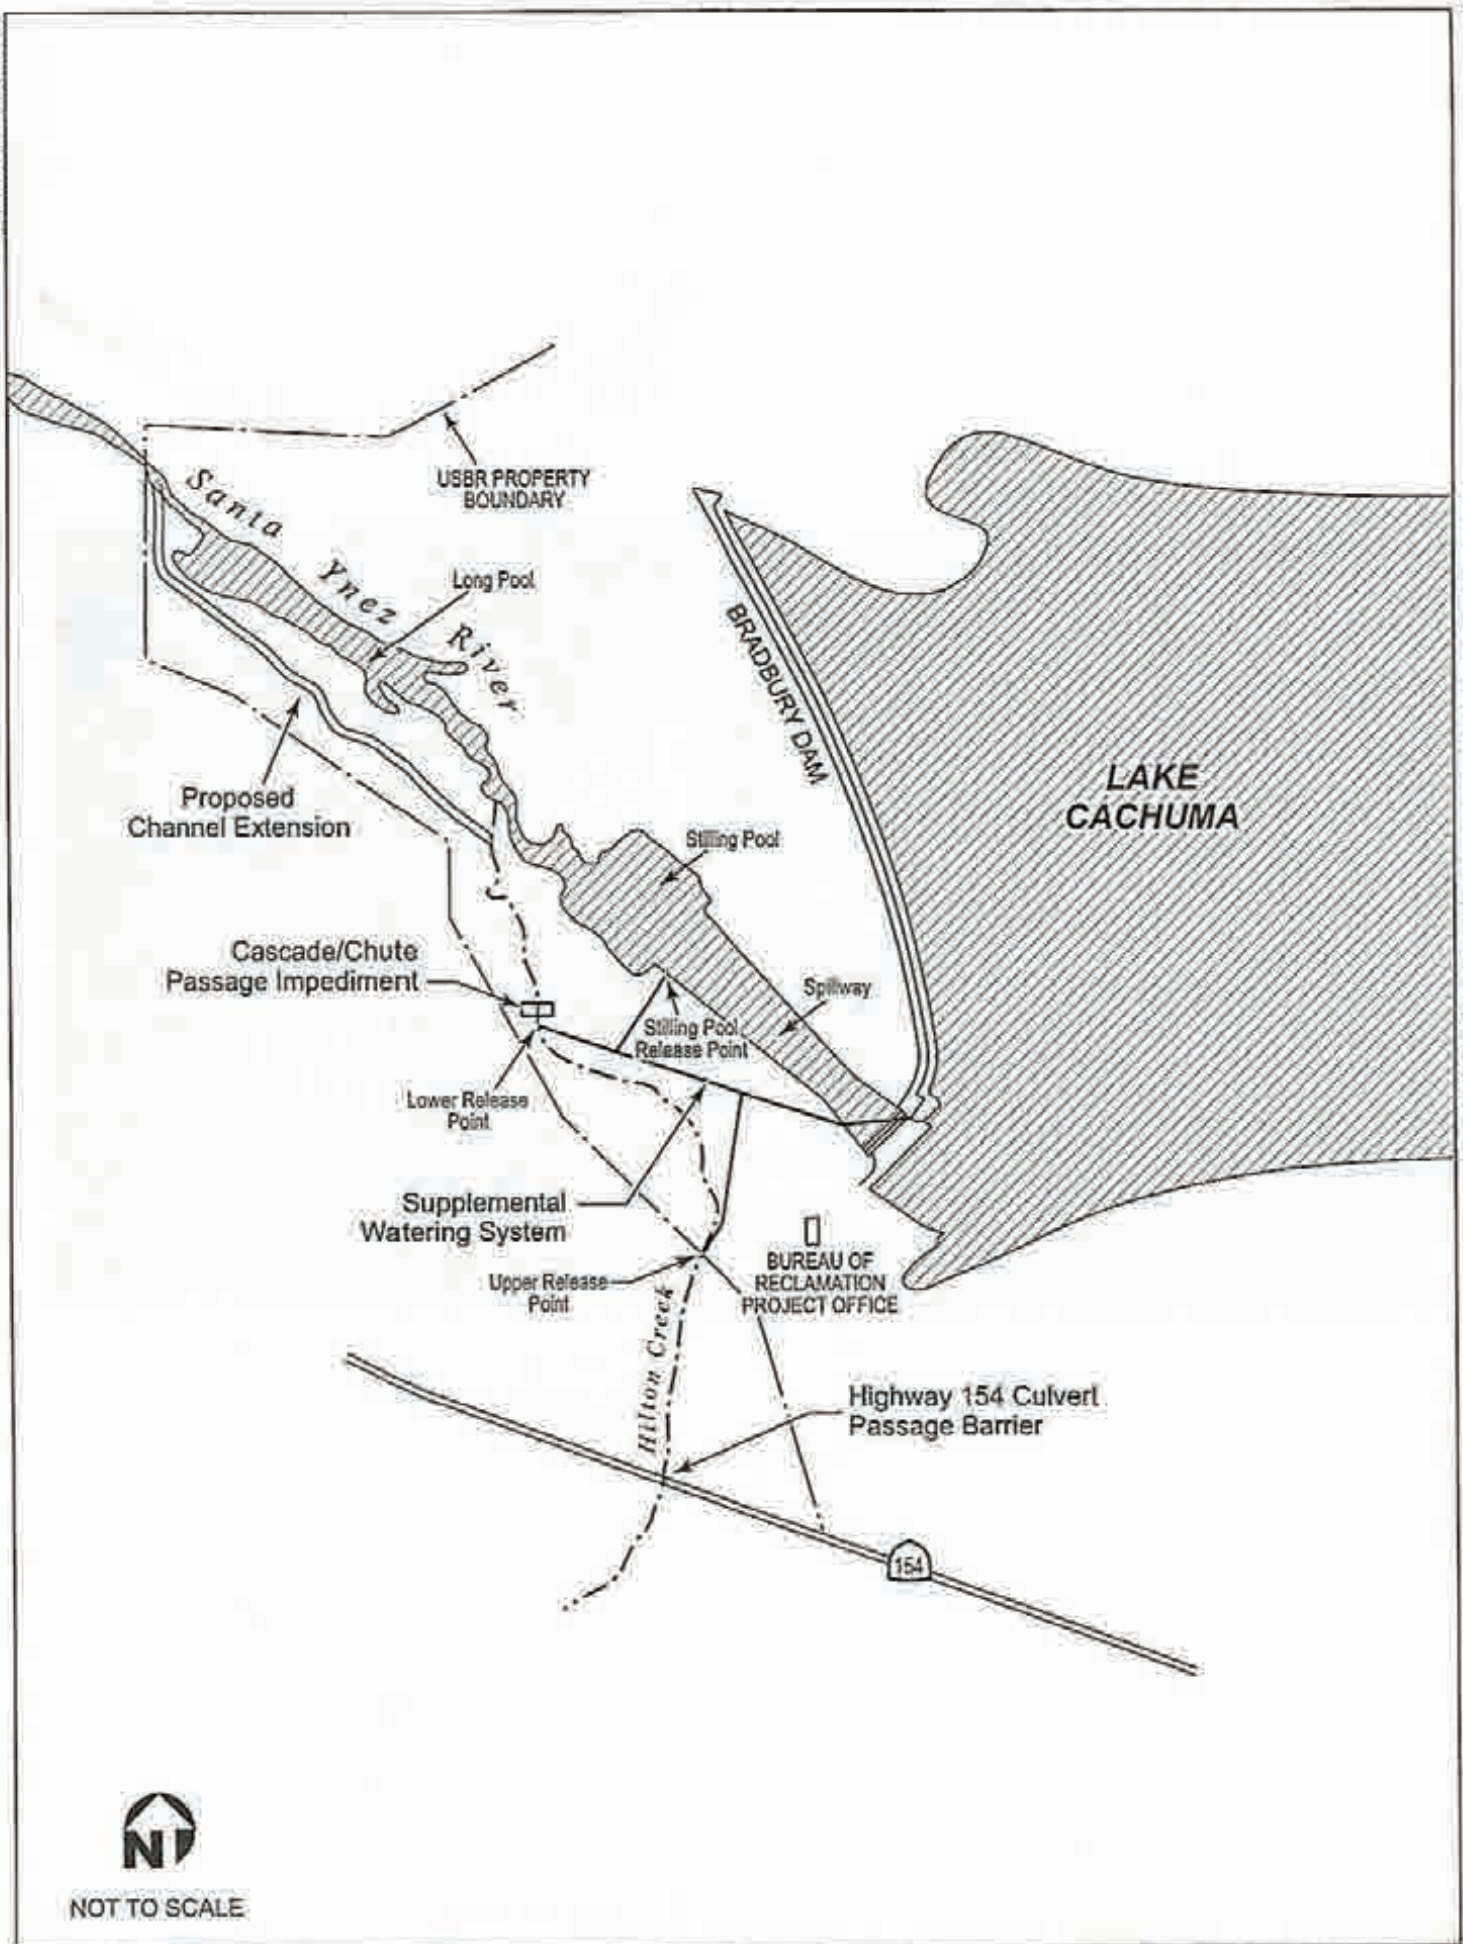 USBR PROPERTY
BOUNDARY
Santa
Ynez
River
Long Pool
BRADBURY DAM
LAKE
CACHUMA
Proposed
Channel Extension
Stilling Pool
Cascade/Chute
Passage Impediment
Spillway
Stilling Pool
Release Point
Lower Release
Point
Supplemental
Watering System
Upper Release
Point
BUREAU OF
RECLAMATION
PROJECT OFFICE
Hilton Creek
Highway 154 Culvert
Passage Barrier
154
N
NOT TO SCALE